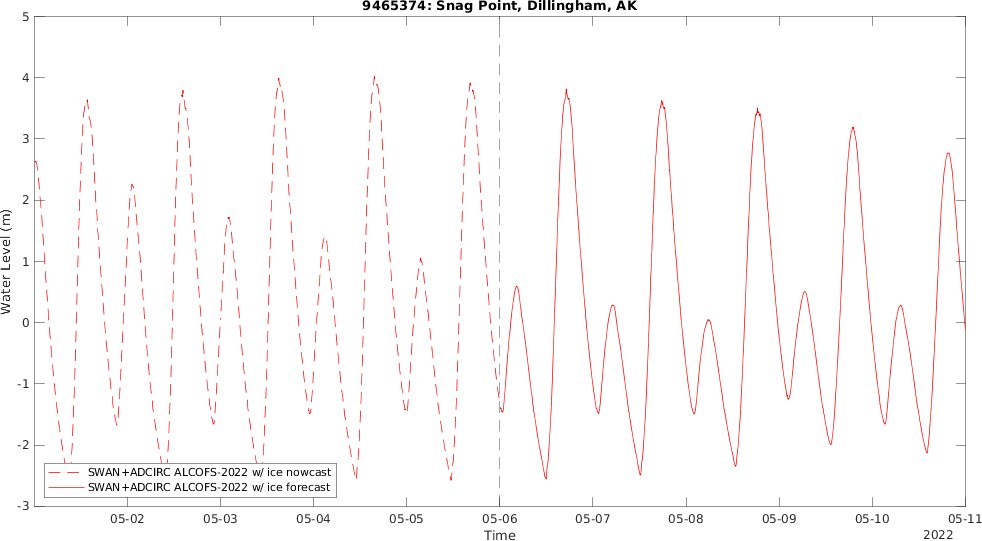 9465374: Snag Point, Dillingham, AK
5
4
3
2
1
0
-1
-2
-3
Water Level (m)
SWAN+ADCIRC ALCOFS-2022 w/ ice nowcast
SWAN+ADCIRC ALCOFS-2022 w/ ice forecast
05-02 05-03 05-04 05-05 05-06 05-07 05-08 05-09 05-10 05-11
Time
2022